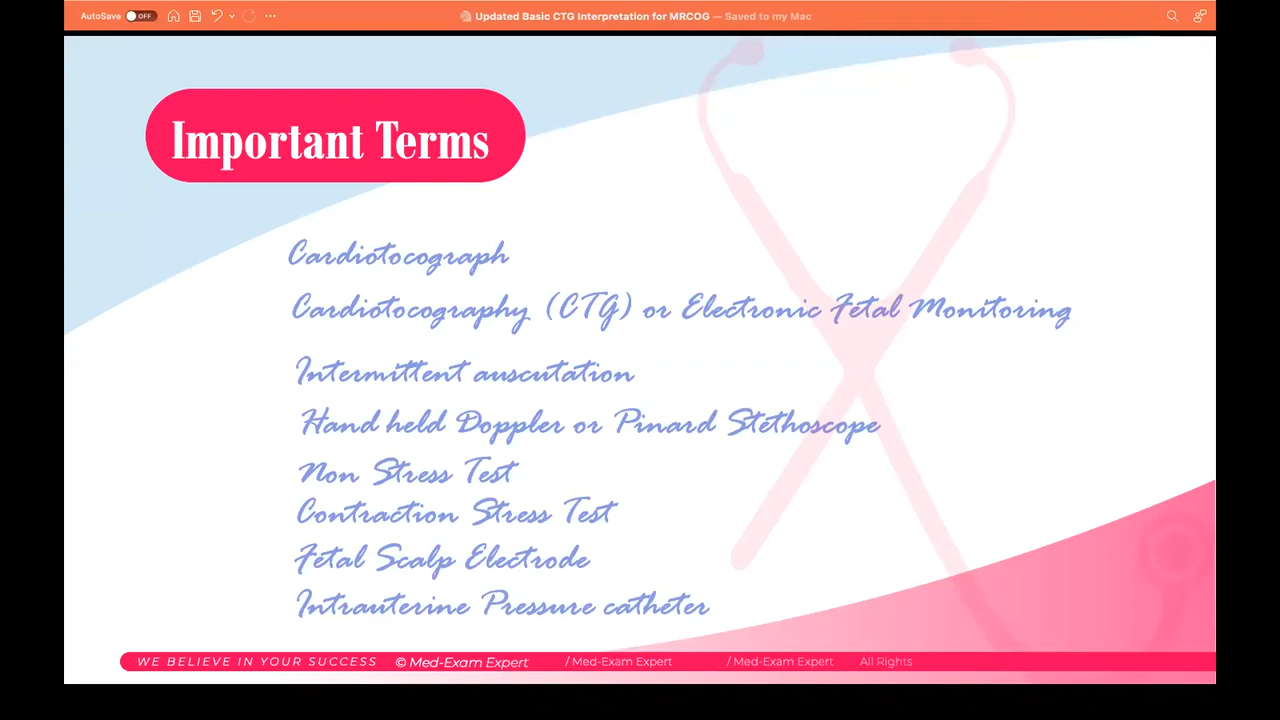 AutoSave OFF Updated Basic CTG Interpretation for MRCOG — Saved to my Mac
Important Terms
Cardiotocograph
Cardiotocography (CTG) or Electronic Fetal Monitoring
Intermittent auscutation
Hand held Doppler or Pinard Stethoscope
Non Stress Test
Contraction Stress Test
Fetal Scalp Electrode
Intrauterine Pressure catheter
WE BELIEVE IN YOUR SUCCESS © Med-Exam Expert / Med-Exam Expert / Med-Exam Expert All Rights